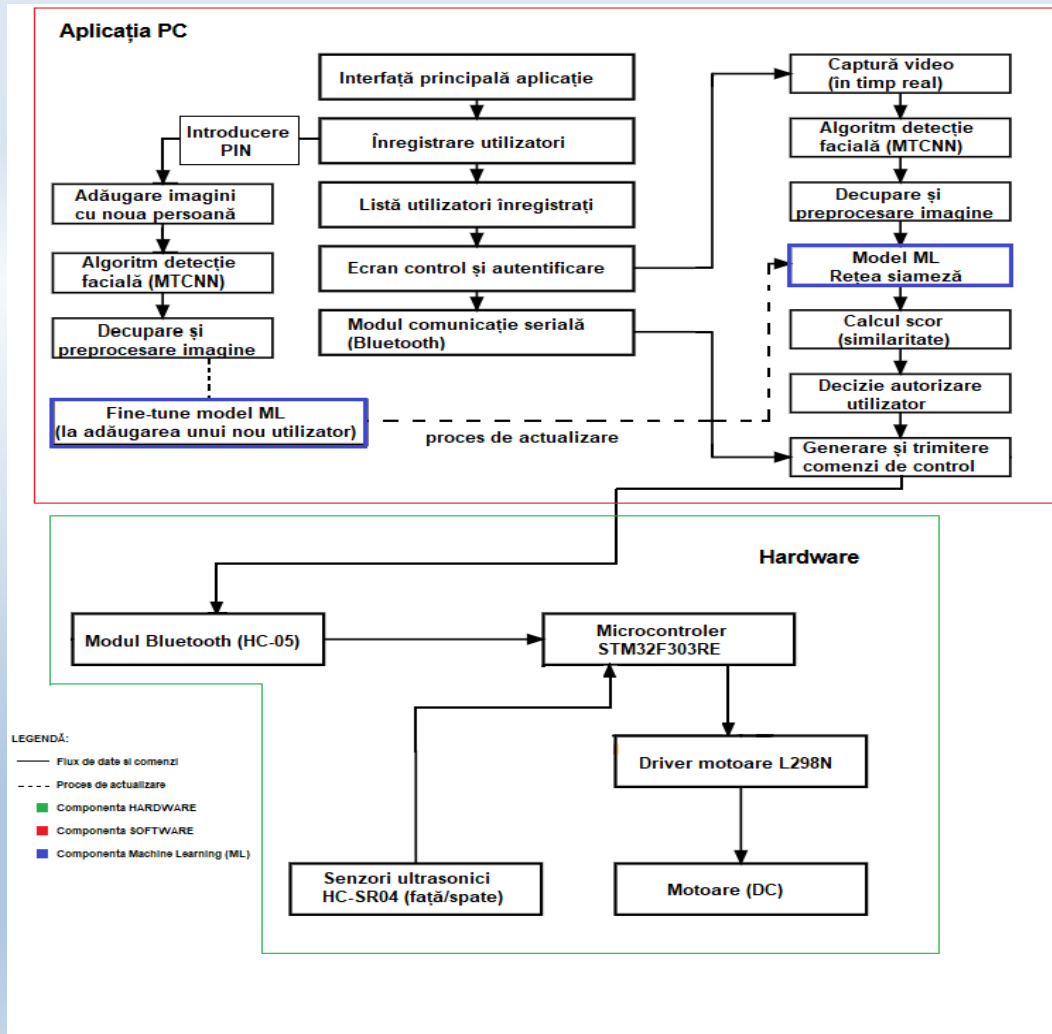 Aplicația PC
Interfață principală aplicație
Înregistrare utilizatori
Listă utilizatori înregistrați
Ecran control și autentificare
Modul comunicație serială
(Bluetooth)
Introducere
PIN
Adăugare imagini
cu noua persoană
Algoritm detecție
facială (MTCNN)
Decupare și
preprocesare imagine
Fine-tune model ML
(la adăugarea unui nou utilizator)
proces de actualizare
Captură video
(în timp real)
Algoritm detecție
facială (MTCNN)
Decupare și
preprocesare imagine
Model ML
Rețea siameză
Calcul scor
(similaritate)
Decizie autorizare
utilizator
Generare și trimitere
comenzi de control
Hardware
Modul Bluetooth (HC-05)
Microcontroler
STM32F303RE
Driver motoare L298N
Senzori ultrasonici
HC-SR04 (față/spate)
Motoare (DC)
LEGENDĂ:
Flux de date si comenzi
Proces de actualizare
Componenta HARDWARE
Componenta SOFTWARE
Componenta Machine Learning (ML)